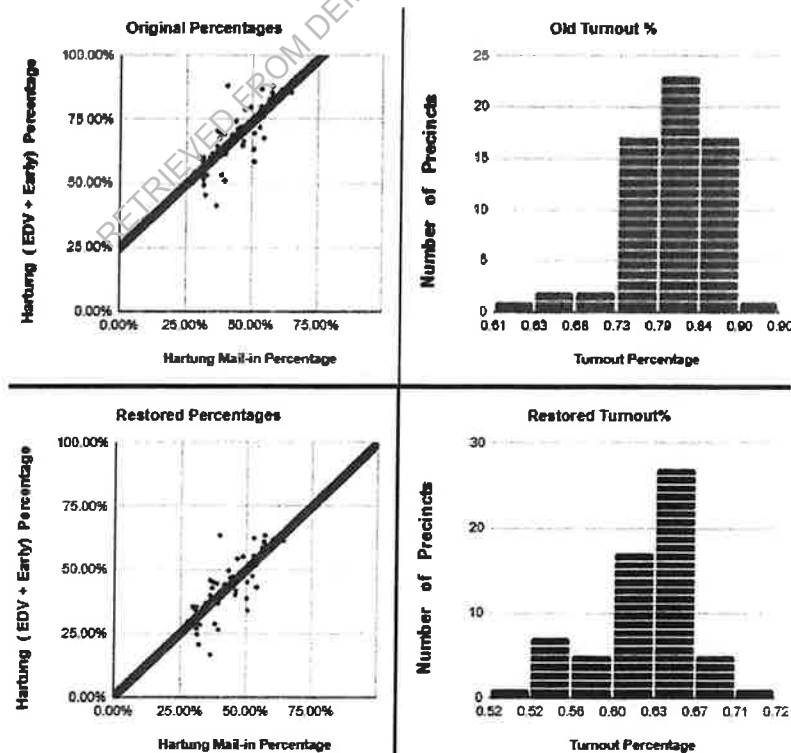 Original Percentages
100.00%
75.00%
50.00%
25.00%
0.00%
0.00% 25.00% 50.00% 75.00%
Hartung ( EDV + Early) Percentage
Hartung Mail-in Percentage
RETRIEVED FROM
Old Turnout %
25
20
15
10
5
0
0.61 0.63 0.68 0.73 0.79 0.84 0.90 0.90
Number of Precincts
Turnout Percentage
Restored Percentages
100.00%
75.00%
50.00%
25.00%
0.00%
0.00% 25.00% 50.00% 75.00%
Hartung ( EDV + Early) Percentage
Hartung Mail-in Percentage
Restored Turnout%
30
20
10
0
0.52 0.52 0.56 0.60 0.63 0.67 0.71 0.72
Number of Precincts
Turnout Percentage